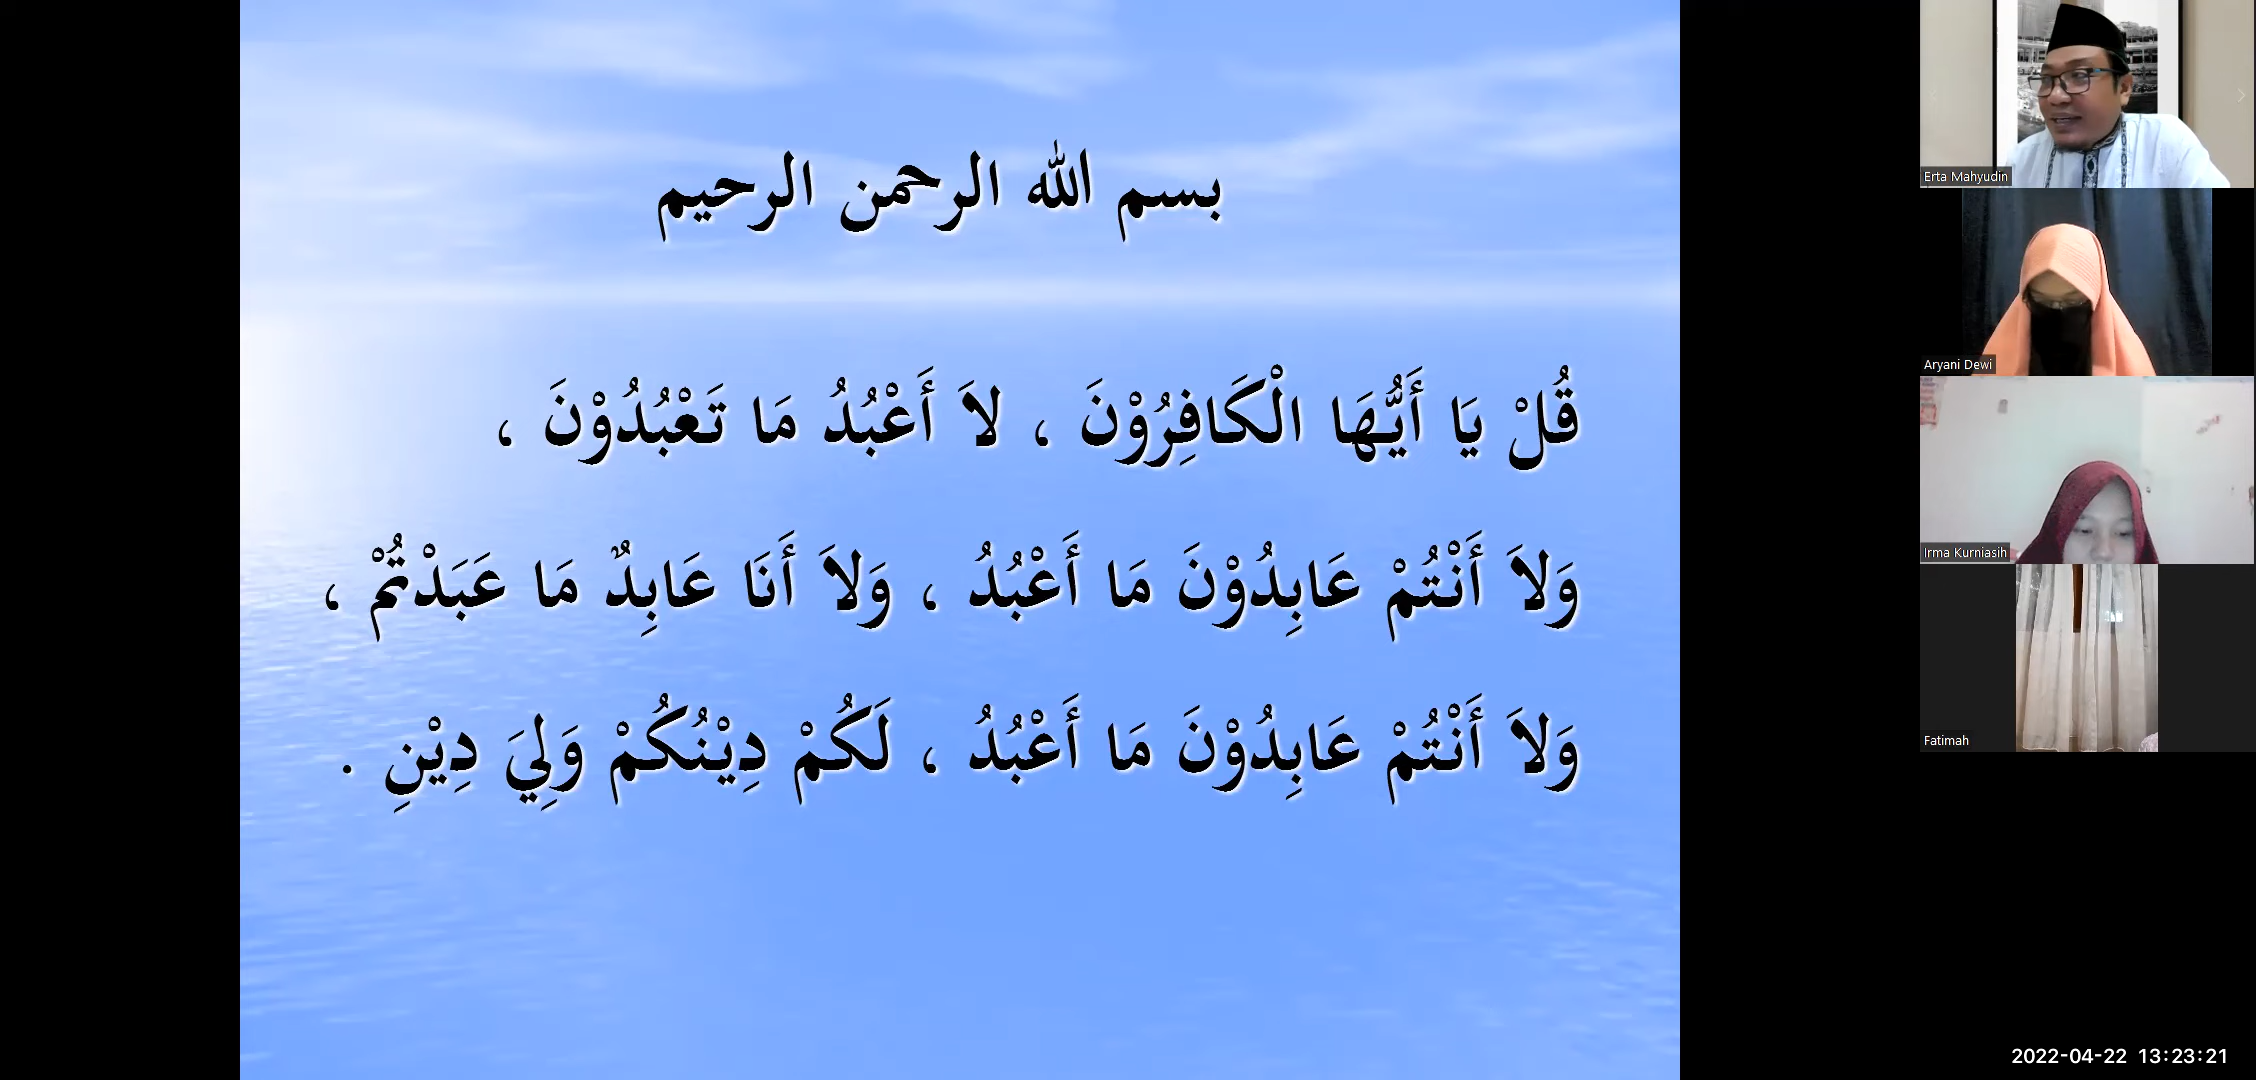 بسم الله الرحمن الرحيم
قُلْ يَا أَيُّهَا الْكَافِرُوْنَ ، لاَ أَعْبُدُ مَا تَعْبُدُوْنَ ،
وَلاَ أَنْتُمْ عَابِدُوْنَ مَا أَعْبُدُ ، وَلاَ أَنَا عَابِدٌ مَا عَبَدْتُمْ ،
وَلاَ أَنْتُمْ عَابِدُوْنَ مَا أَعْبُدُ ، لَكُمْ دِيْنُكُمْ وَلِيَ دِيْنِ .
Erta Mahyudin
Aryani Dewi
Irma Kurniasih
Fatimah
2022-04-22 13:23:21